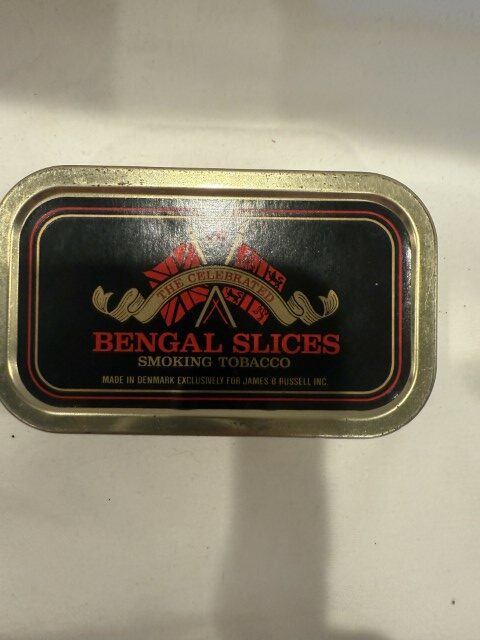 THE CELEBRATED
BENGAL SLICES
SMOKING TOBACCO
MADE IN DENMARK EXCLUSIVELY FOR JAMES & RUSSELL INC.